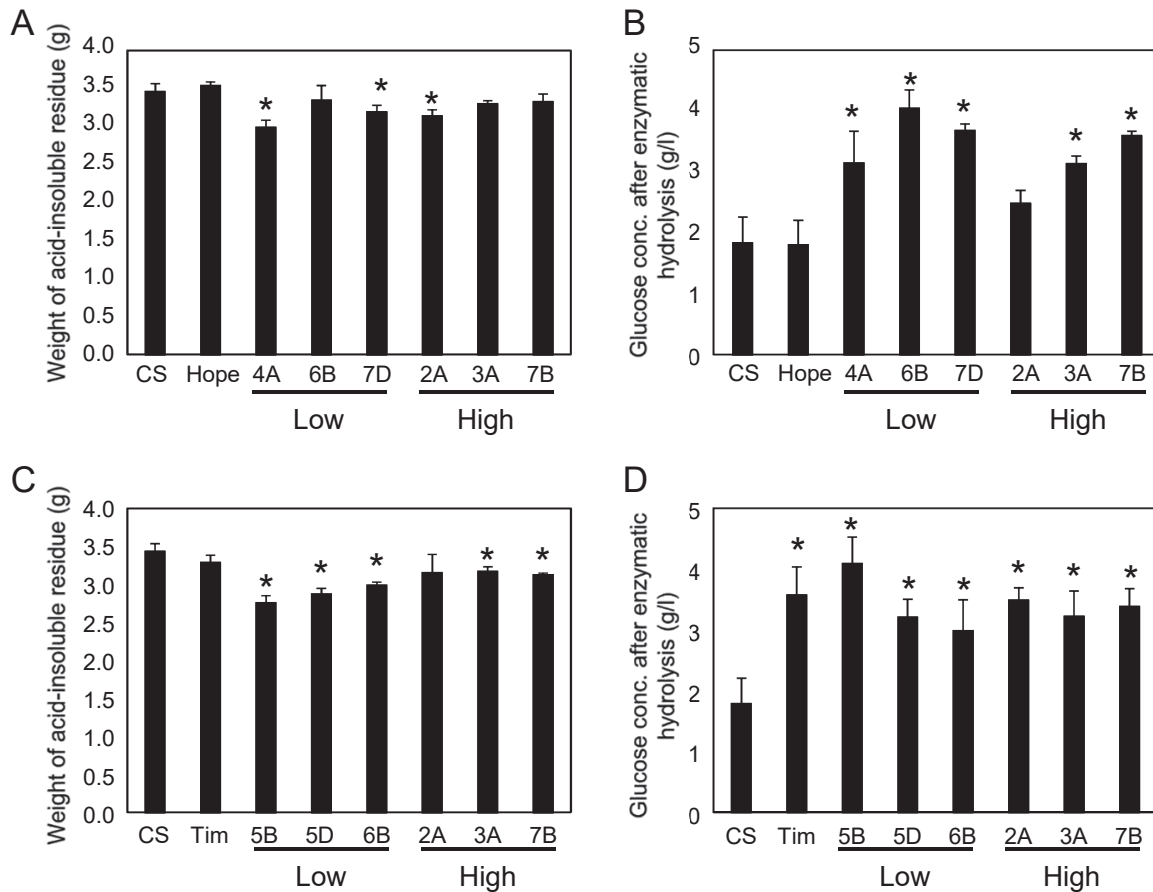 A
Weight of acid-insoluble residue (g)
4.0
3.5
3.0
2.5
2.0
1.5
1.0
0.5
0.0
* * *
CS Hope 4A 6B 7D 2A 3A 7B
Low High
B
Glucose conc. after enzymatic
hydrolysis (g/l)
5
4
3
2
1
0
* * * * *
CS Hope 4A 6B 7D 2A 3A 7B
Low High
C
Weight of acid-insoluble residue (g)
4.0
3.5
3.0
2.5
2.0
1.5
1.0
0.5
0.0
* * * * *
CS Tim 5B 5D 6B 2A 3A 7B
Low High
D
Glucose conc. after enzymatic
hydrolysis (g/l)
5
4
3
2
1
0
* * * * * * *
CS Tim 5B 5D 6B 2A 3A 7B
Low High